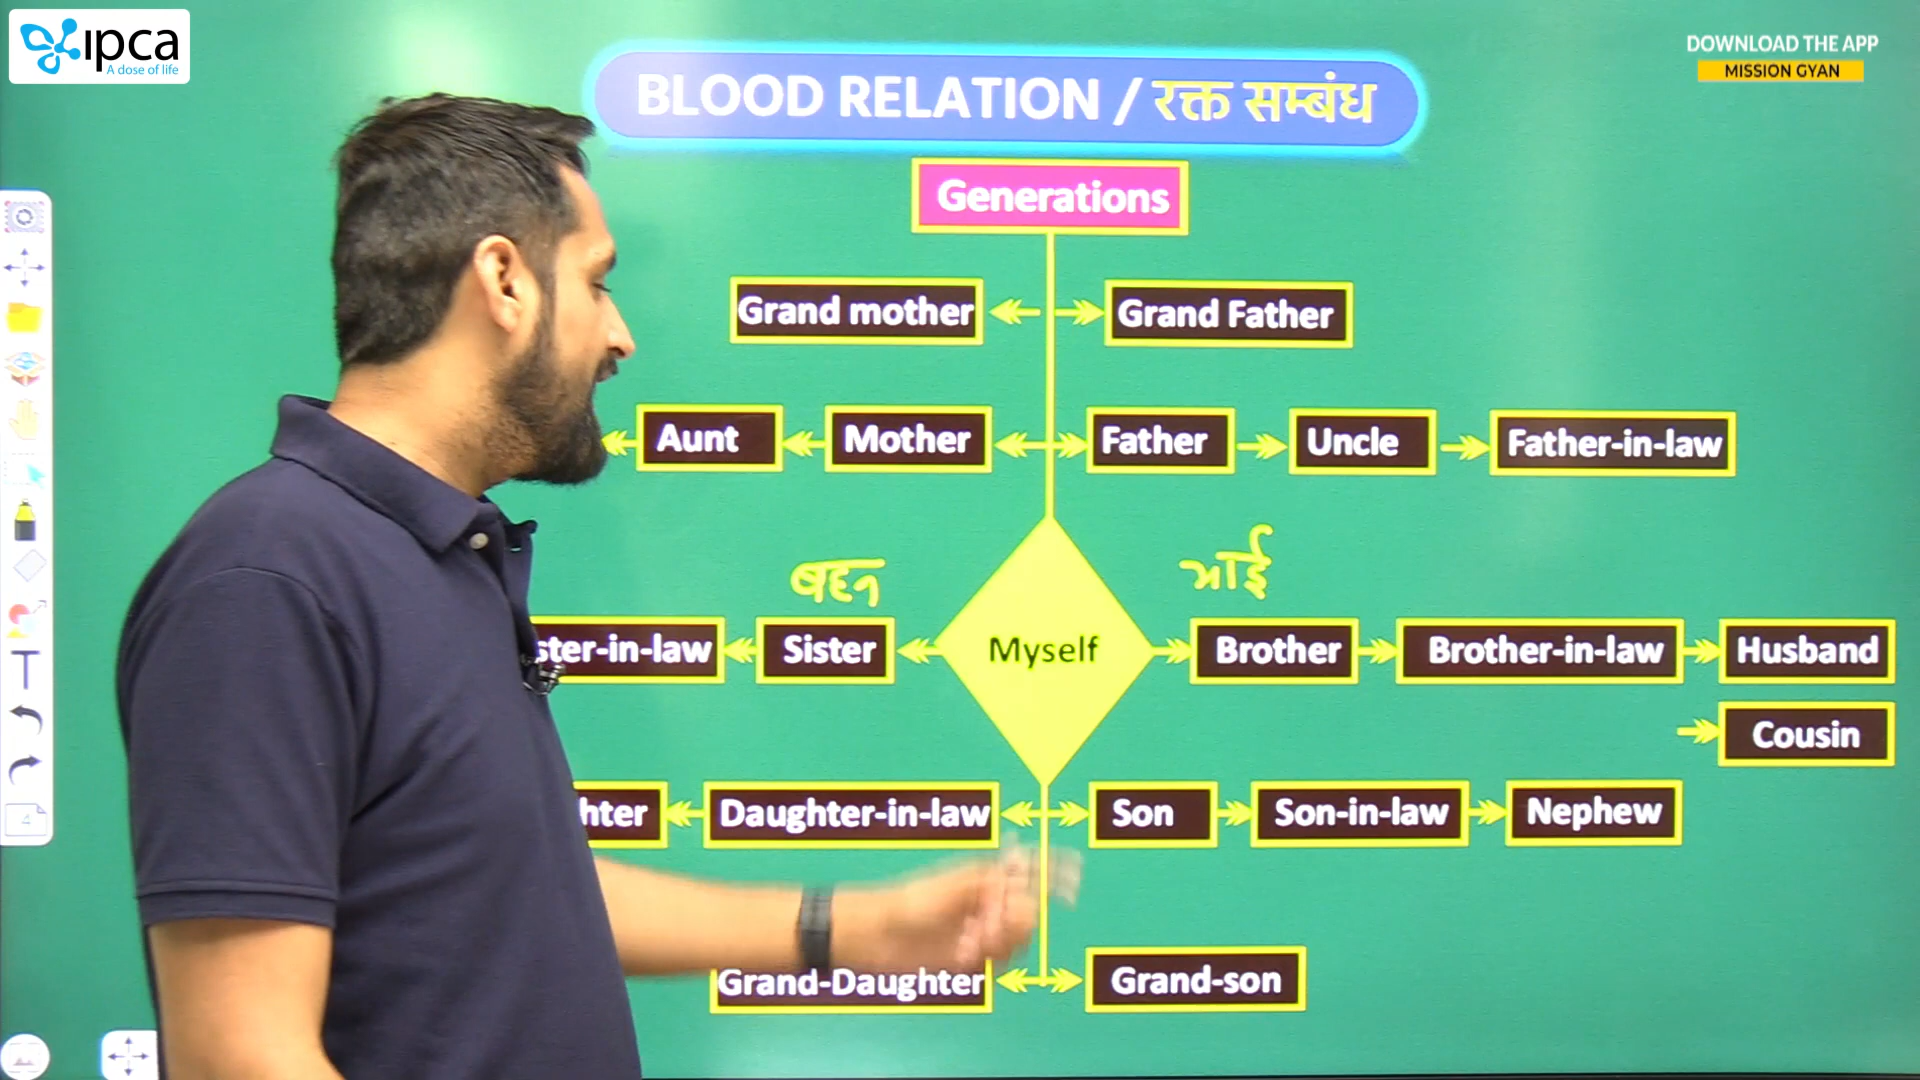 ipca
A dose of life
DOWNLOAD THE APP
MISSION GYAN
BLOOD RELATION / रक्त सम्बंध
Generations
Grand mother Grand Father
Aunt Mother Father Uncle Father-in-law
बहन भाई
ster-in-law Sister Myself Brother Brother-in-law Husband
Cousin
hter Daughter-in-law Son Son-in-law Nephew
Grand-Daughter Grand-son
T
4